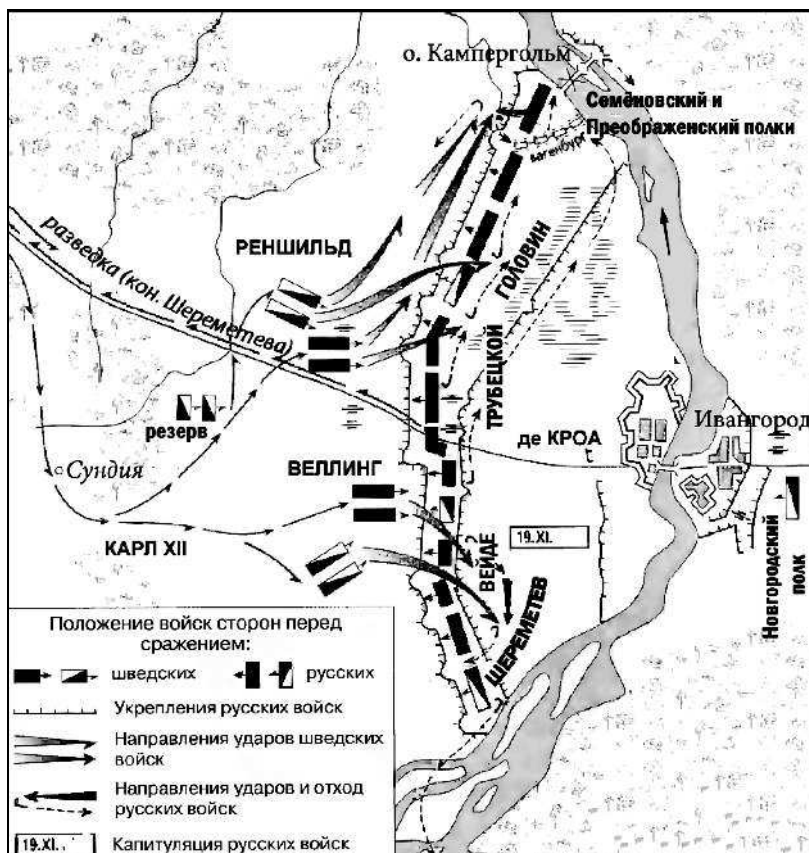 о. Кампергольм
Семёновский и
Преображенский полки
вагенбург
разведка (кон. Шереметева)
РЕНШИЛЬД
ГОЛОВИН
ТРУБЕЦКОЙ
резерв
Сундия
ВЕЛЛИНГ
КАРЛ XII
де КРОА
Ивангород
19.XI.
ВЕЙДЕ
ШЕРЕМЕТЕВ
Новгородский
полк
Положение войск сторон перед
сражением:
шведских
русских
Укрепления русских войск
Направления ударов шведских
войск
Направления ударов и отход
русских войск
19.XI.
Капитуляция русских войск